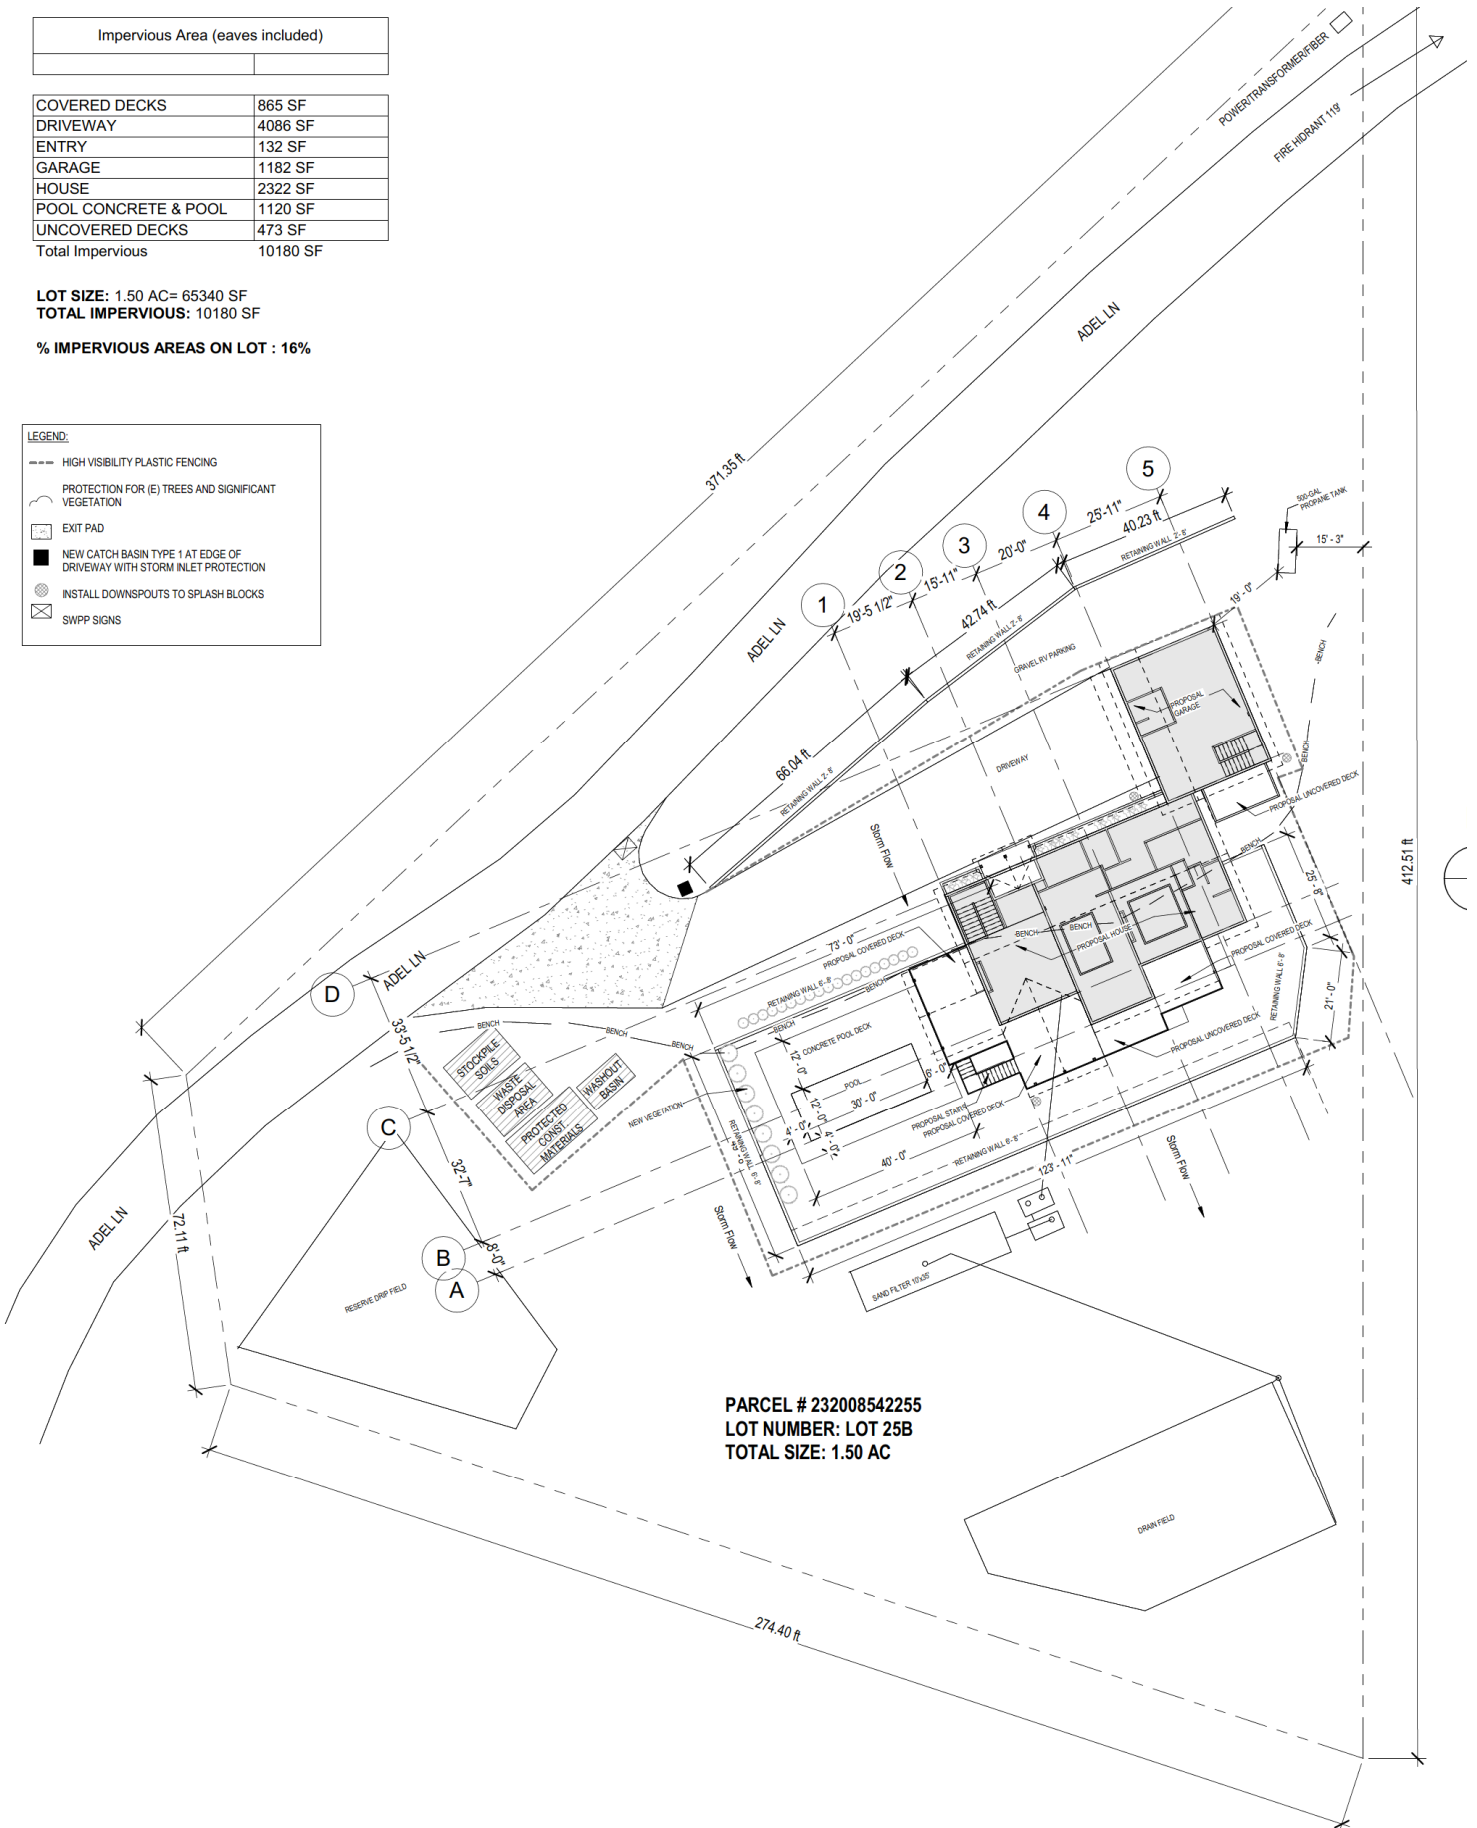 Impervious Area (eaves included)
COVERED DECKS 865 SF
DRIVEWAY 4086 SF
ENTRY 132 SF
GARAGE 1182 SF
HOUSE 2322 SF
POOL CONCRETE & POOL 1120 SF
UNCOVERED DECKS 473 SF
Total Impervious 10180 SF
LOT SIZE: 1.50 AC= 65340 SF
TOTAL IMPERVIOUS: 10180 SF
% IMPERVIOUS AREAS ON LOT : 16%
LEGEND:
HIGH VISIBILITY PLASTIC FENCING
PROTECTION FOR (E) TREES AND SIGNIFICANT
VEGETATION
EXIT PAD
NEW CATCH BASIN TYPE 1 AT EDGE OF
DRIVEWAY WITH STORM INLET PROTECTION
INSTALL DOWNSPOUTS TO SPLASH BLOCKS
SWPP SIGNS
POWER/TRANSFORMER/FIBER
FIRE HIDRANT 119'
ADEL LN
371.35 ft
5
4
3
2
1
25'-11"
20'-0"
15'-11"
19'-5 1/2"
40.23 ft
RETAINING WALL 2'- 8'
500-GAL
PROPANE TANK
15' - 3"
19' - 0"
42.74 ft
RETAINING WALL 2'- 8'
GRAVEL RV PARKING
ADEL LN
BENCH
BENCH
PROPOSAL
GARAGE
66.04 ft
RETAINING WALL 2'- 8'
DRIVEWAY
PROPOSAL UNCOVERED DECK
Storm Flow
BENCH
412.51 ft
25' - 8"
73' - 0"
PROPOSAL COVERED DECK
BENCH
BENCH
PROPOSAL HOUSE
PROPOSAL COVERED DECK
ADEL LN
D
RETAINING WALL 6'- 8'
BENCH
RETAINING WALL 6'- 8'
21' - 0"
33'-5 1/2"
BENCH
BENCH
BENCH
BENCH
CONCRETE POOL DECK
PROPOSAL UNCOVERED DECK
STOCKPILE
SOILS
WASTE
DISPOSAL
AREA
WASHOUT
BASIN
PROTECTED
CONST.
MATERIALS
12' - 0"
POOL
6' - 0"
30' - 0"
12' - 0"
4' - 0"
4' - 0"
NEW VEGETATION
PROPOSAL STAIRS
PROPOSAL COVERED DECK
C
RETAINING WALL 6'- 8'
40' - 0"
RETAINING WALL 6'- 8'
123' - 11"
Storm Flow
32'-7"
ADEL LN
72.11 ft
Storm Flow
B
8'-0"
A
RESERVE DRIP FIELD
SAND FILTER 10'x35'
PARCEL # 232008542255
LOT NUMBER: LOT 25B
TOTAL SIZE: 1.50 AC
DRAIN FIELD
274.40 ft